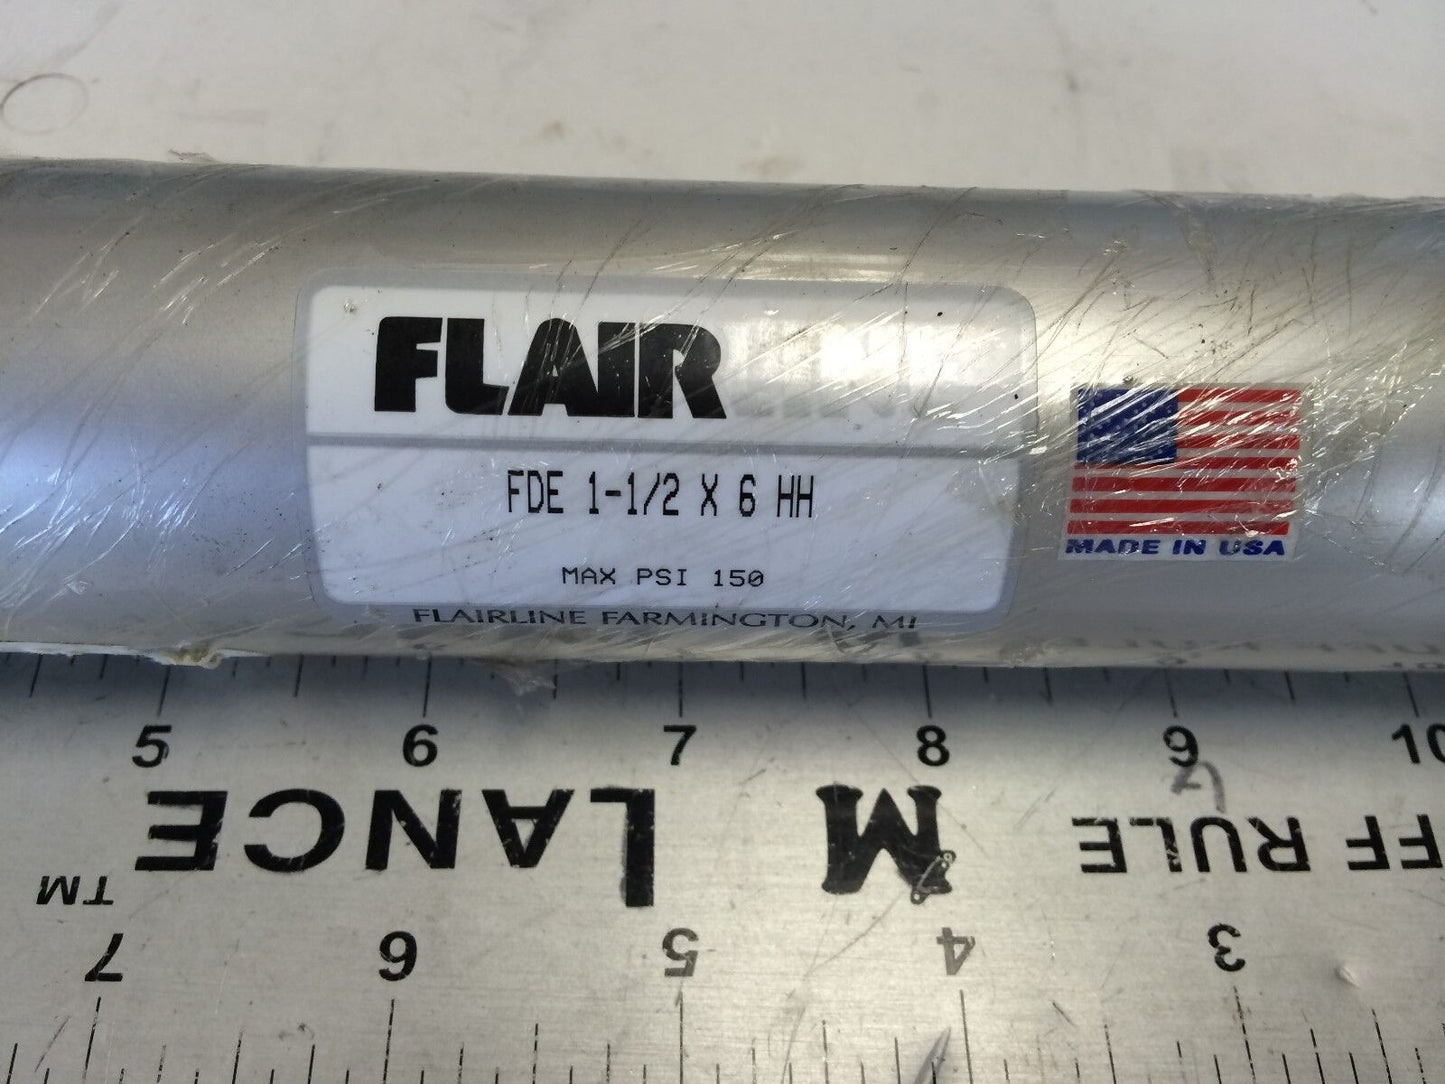 FLAIRLINE
FDE 1-1/2 X 6 HH
MAX PSI 150
FLAIRLINE FARMINGTON, MI
MADE IN USA
5 6 7 8 9 10
LANCE M FF RULE
TM
7 6 5 4 3